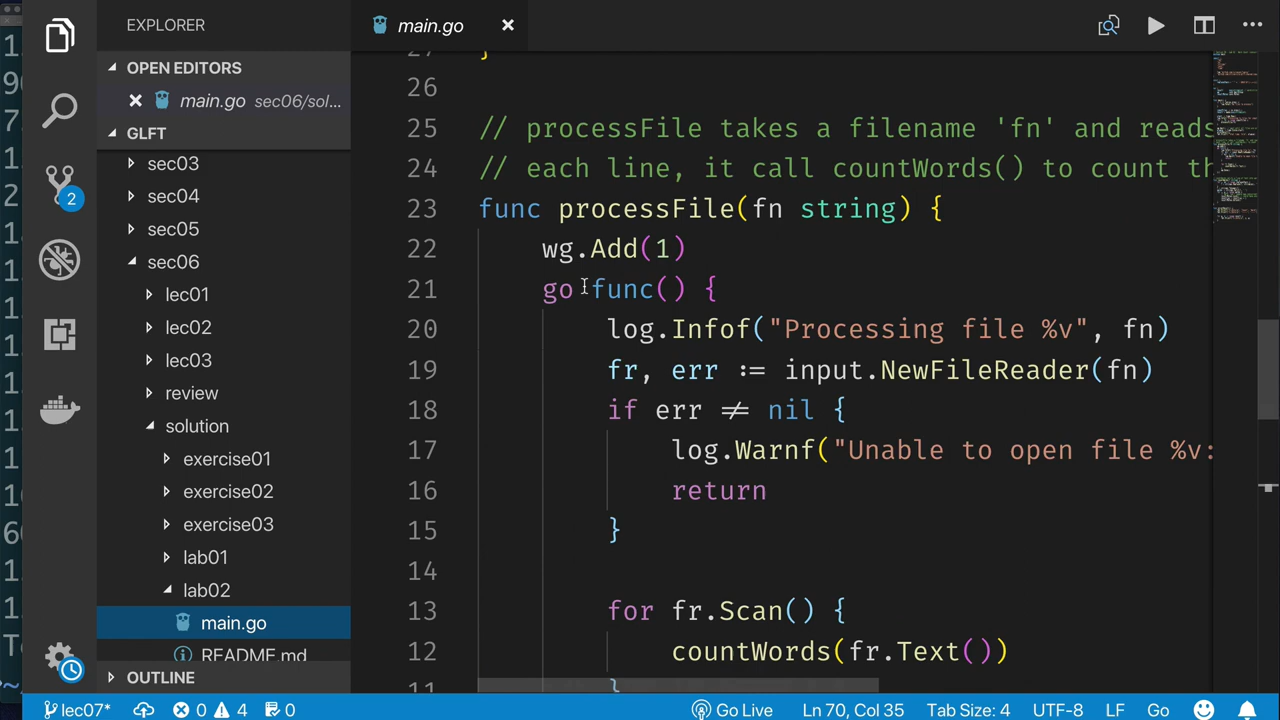 EXPLORER
OPEN EDITORS
main.go sec06/sol...
GLFT
sec03
sec04
sec05
sec06
lec01
lec02
lec03
review
solution
exercise01
exercise02
exercise03
lab01
lab02
main.go
README.md
OUTLINE
2
main.go
27 }
26
25 // processFile takes a filename 'fn' and reads
24 // each line, it call countWords() to count th
23 func processFile(fn string) {
22 wg.Add(1)
21 go func() {
20 log.Infof("Processing file %v", fn)
19 fr, err := input.NewFileReader(fn)
18 if err ≠ nil {
17 log.Warnf("Unable to open file %v:
16 return
15 }
14
13 for fr.Scan() {
12 countWords(fr.Text())
11 }
lec07* 0 4 0 Go Live Ln 70, Col 35 Tab Size: 4 UTF-8 LF Go